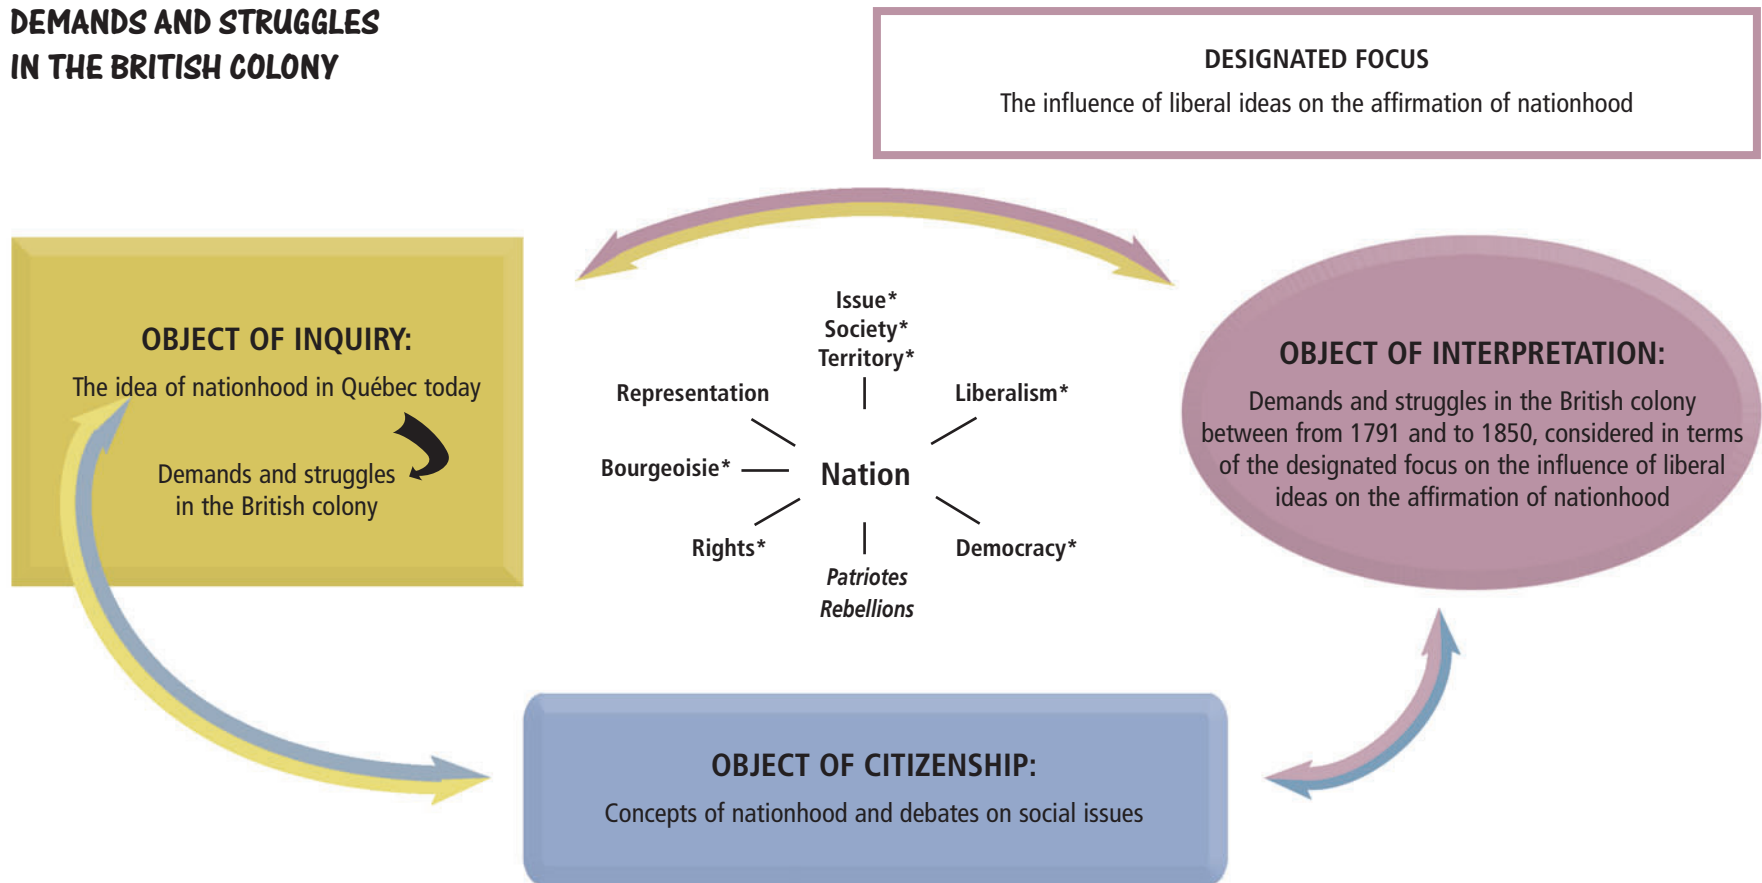 DEMANDS AND STRUGGLES
IN THE BRITISH COLONY
DESIGNATED FOCUS
The influence of liberal ideas on the affirmation of nationhood
OBJECT OF INQUIRY:
The idea of nationhood in Québec today
Demands and struggles
in the British colony
Issue*
Society*
Territory*
Representation
Liberalism*
Bourgeoisie*
Nation
Rights*
Democracy*
Patriotes
Rebellions
OBJECT OF INTERPRETATION:
Demands and struggles in the British colony
between from 1791 and to 1850, considered in terms
of the designated focus on the influence of liberal
ideas on the affirmation of nationhood
OBJECT OF CITIZENSHIP:
Concepts of nationhood and debates on social issues